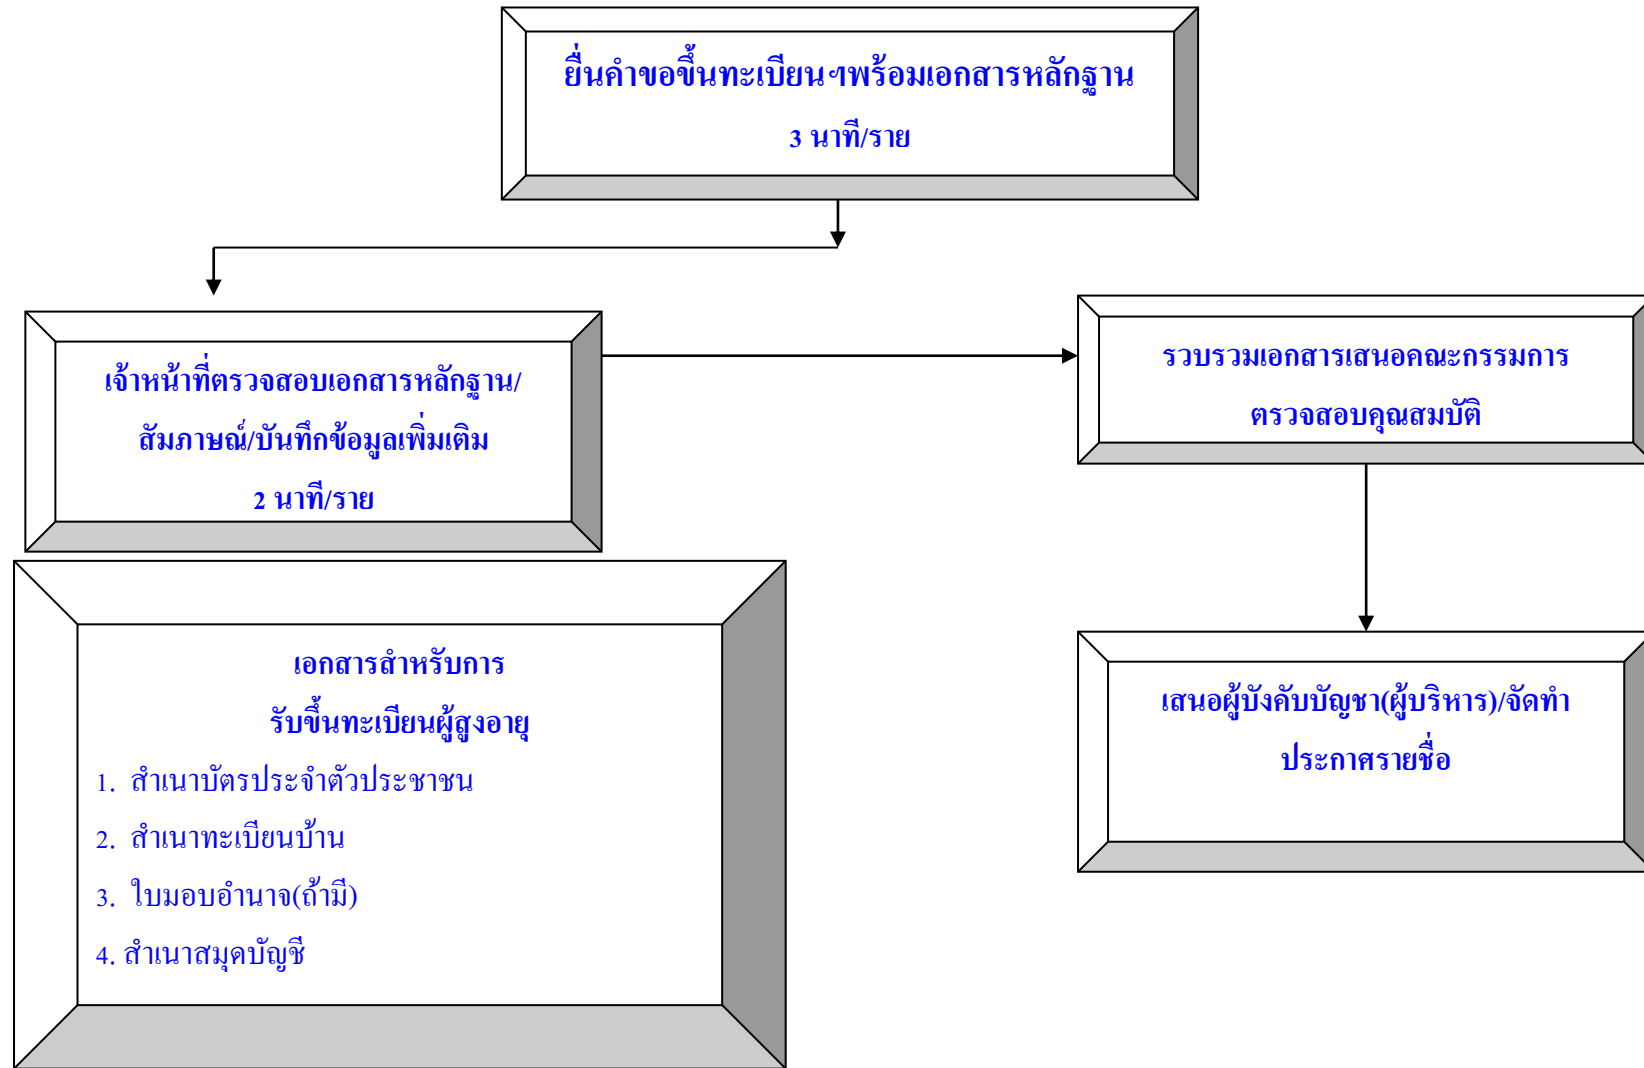 ยื่นคำขอขึ้นทะเบียนฯพร้อมเอกสารหลักฐาน
3 นาที/ราย
เจ้าหน้าที่ตรวจสอบเอกสารหลักฐาน/
สัมภาษณ์/บันทึกข้อมูลเพิ่มเติม
2 นาที/ราย
รวบรวมเอกสารเสนอคณะกรรมการ
ตรวจสอบคุณสมบัติ
เอกสารสำหรับการ
รับขึ้นทะเบียนผู้สูงอายุ
1. สำเนาบัตรประจำตัวประชาชน
2. สำเนาทะเบียนบ้าน
3. ใบมอบอำนาจ(ถ้ามี)
4. สำเนาสมุดบัญชี
เสนอผู้บังคับบัญชา(ผู้บริหาร)/จัดทำ
ประกาศรายชื่อ